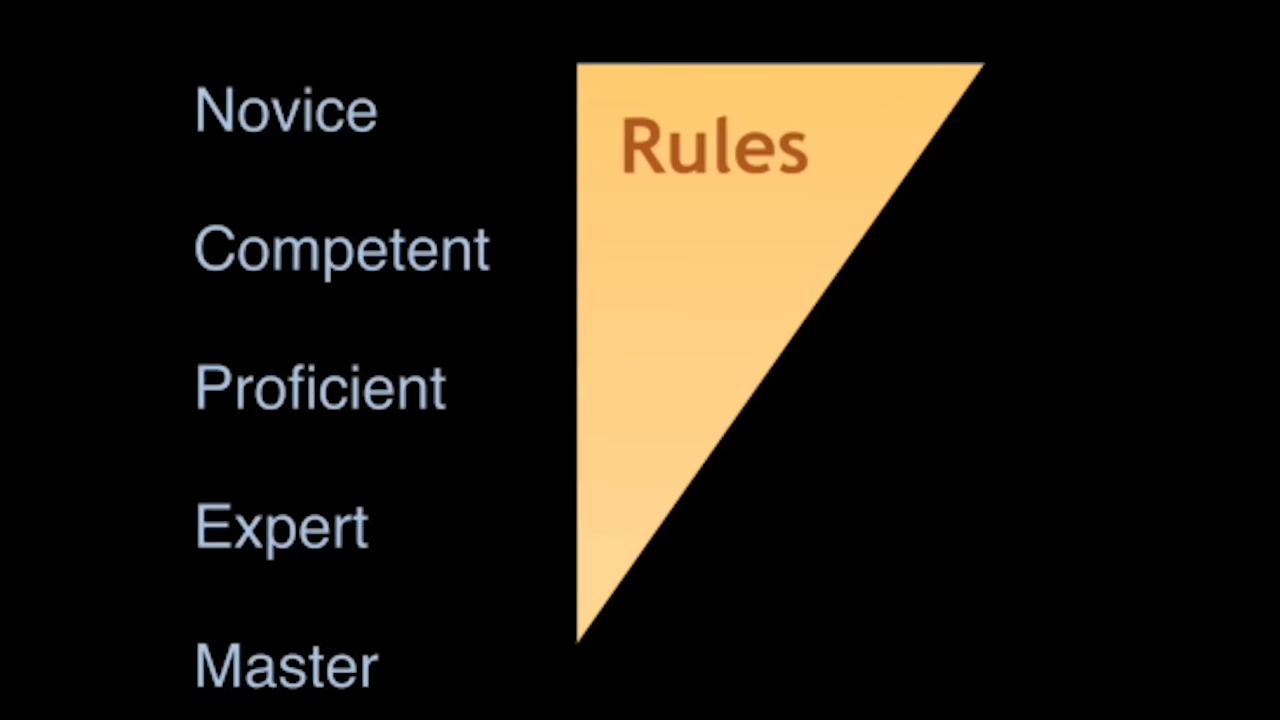 Novice
Rules
Competent
Proficient
Expert
Master